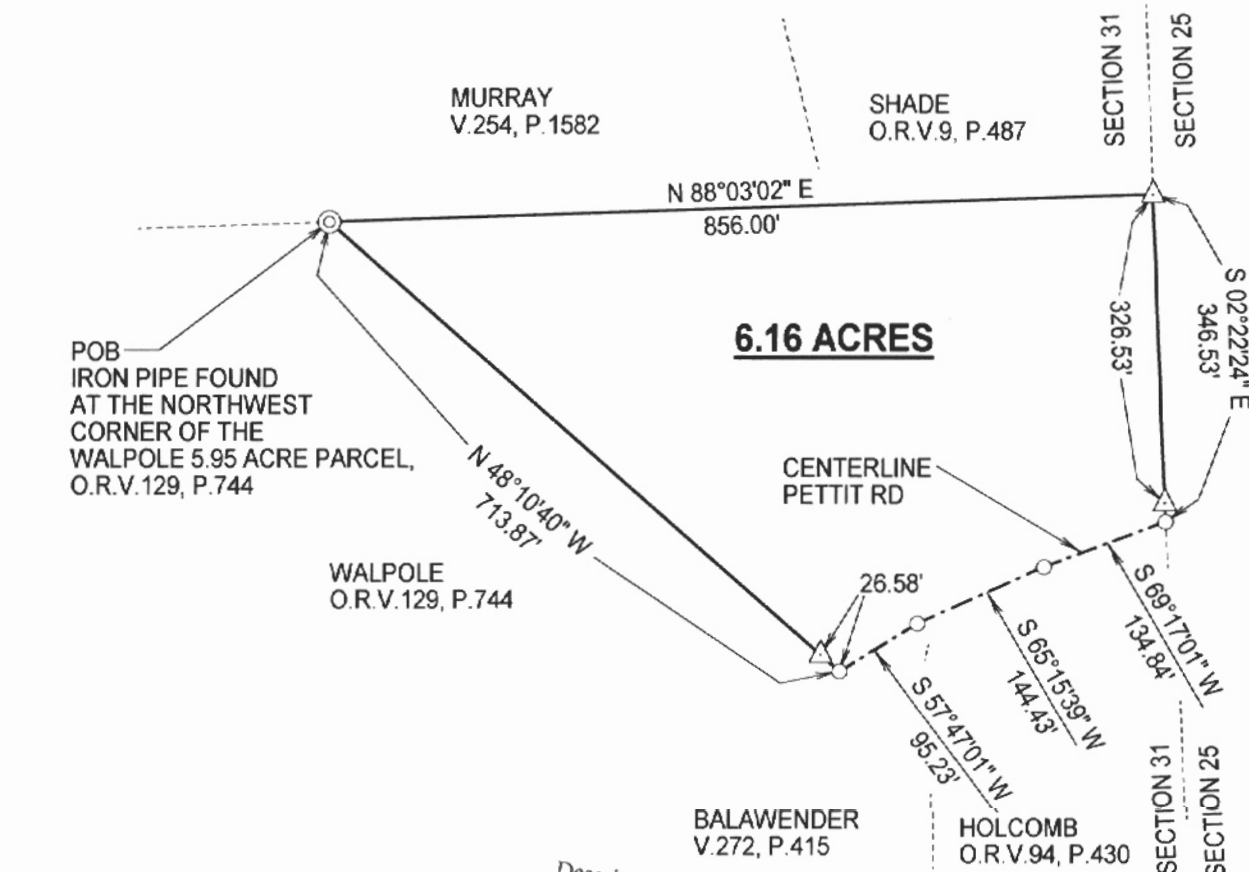 SECTION 31
SECTION 25
MURRAY
V.254, P.1582
SHADE
O.R.V.9, P.487
N 88°03'02" E
856.00'
POB
IRON PIPE FOUND
AT THE NORTHWEST
CORNER OF THE
WALPOLE 5.95 ACRE PARCEL,
O.R.V.129, P.744
6.16 ACRES
326.53'
S 02°22'24" E
346.53'
N 48°10'40" W
713.87'
CENTERLINE
PETTIT RD
WALPOLE
O.R.V.129, P.744
26.58'
S 69°17'01" W
134.84'
S 65°15'39" W
144.43'
S 57°47'01" W
95.23'
BALAWENDER
V.272, P.415
HOLCOMB
O.R.V.94, P.430
SECTION 31
SECTION 25